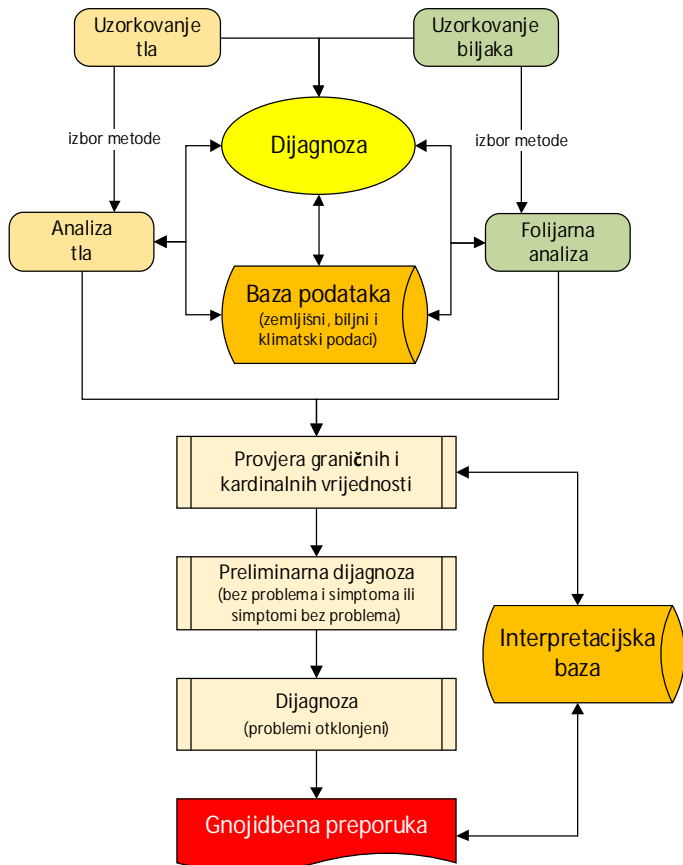 Uzorkovanje
tla
Uzorkovanje
biljaka
izbor metode
Dijagnoza
izbor metode
Analiza
tla
Folijarna
analiza
Baza podataka
(zemljišni, biljni i
klimatski podaci)
Provjera graničnih i
kardinalnih vrijednosti
Preliminarna dijagnoza
(bez problema i simptoma ili
simptomi bez problema)
Interpretacijska
baza
Dijagnoza
(problemi otklonjeni)
Gnojidbena preporuka